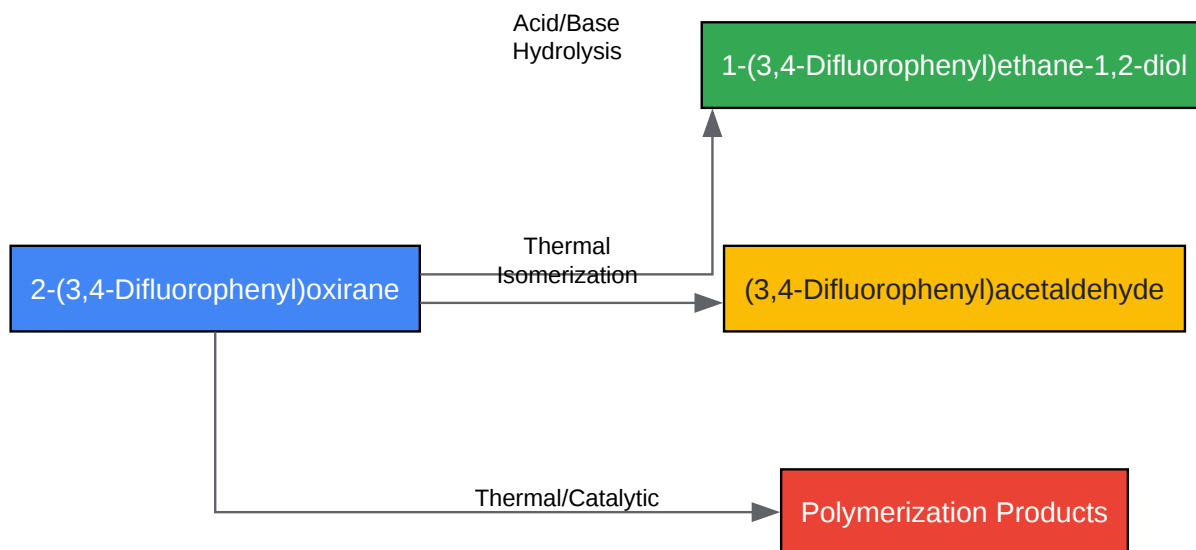 Acid/Base
Hydrolysis
1-(3,4-Difluorophenyl)ethane-1,2-diol
Thermal
Isomerization
2-(3,4-Difluorophenyl)oxirane
(3,4-Difluorophenyl)acetaldehyde
Thermal/Catalytic
Polymerization Products